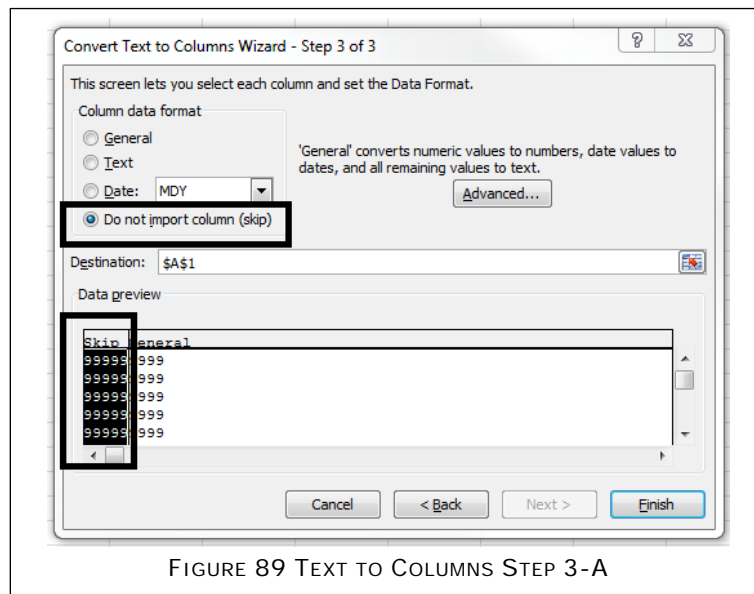 Convert Text to Columns Wizard - Step 3 of 3
This screen lets you select each column and set the Data Format.
Column data format
General
Text
Date: MDY
Do not import column (skip)
'General' converts numeric values to numbers, date values to
dates, and all remaining values to text.
Advanced...
Destination: $A$1
Data preview
Skip General
99999 999
99999 999
99999 999
99999 999
99999 999
Cancel < Back Next > Finish
FIGURE 89 TEXT TO COLUMNS STEP 3-A